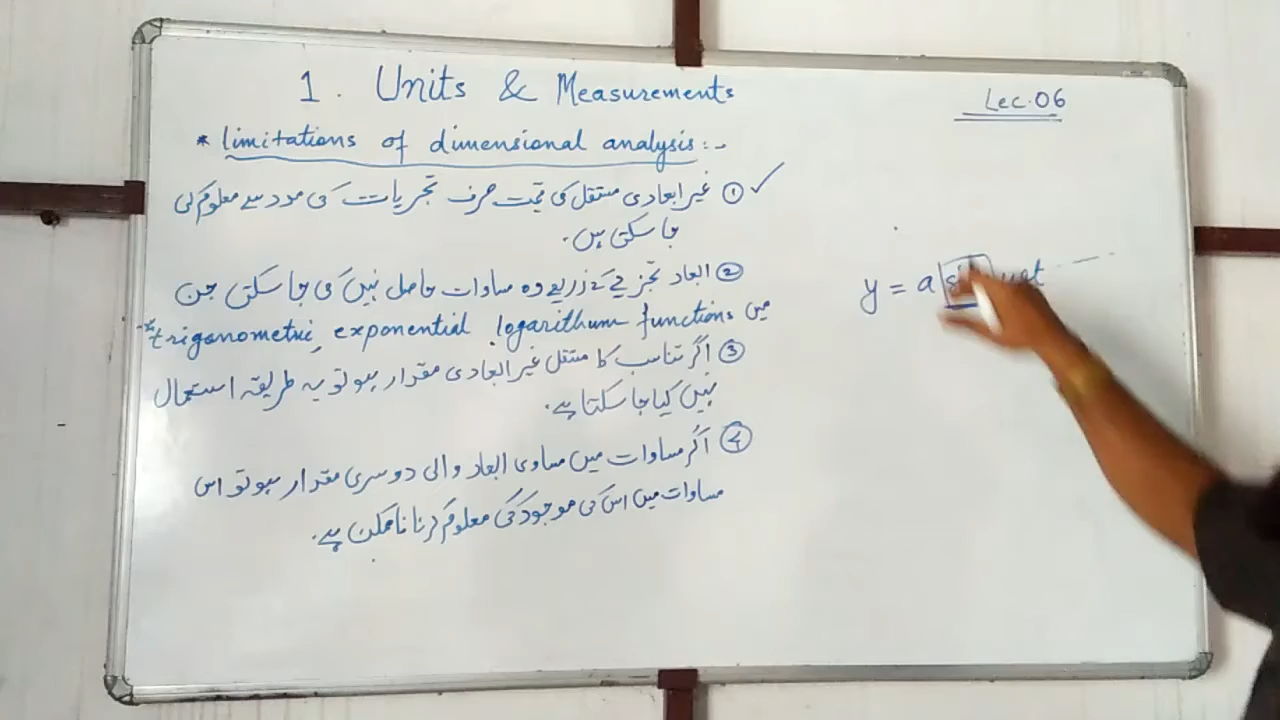 1. Units & Measurements
Lec. 06
* limitations of dimensional analysis :-
① غیر ابعادی مستقل کی قیمت صرف تجربات کی مدد سے معلوم کی
جا سکتی ہیں۔
② ابعاد تجزیے کے زریعے وہ مساوات حاصل نہیں کی جا سکتی جن
میں trigonometric, exponential, logarithum functions *
③ اگر تناسب کا مستقل غیر ابعادی مقدار ہو تو یہ طریقہ استعمال
نہیں کیا جا سکتا ہے۔
④ اگر مساوات میں مساوی ابعاد والی دوسری مقدار ہو تو اس
مساوات میں اس کی موجودگی معلوم کرنا ناممکن ہے۔
y = a